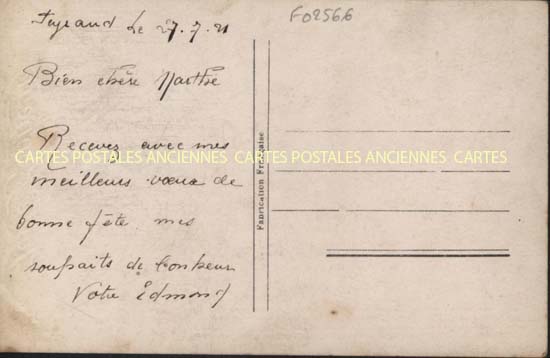 Le 27.7.21
F02566
Bien chère Marthe
Recevez avec mes
meilleurs vœux de
bonne fête mes
souhaits de bonheur
Votre Edmond
Fabrication Française
CARTES POSTALES ANCIENNES CARTES POSTALES ANCIENNES CARTES